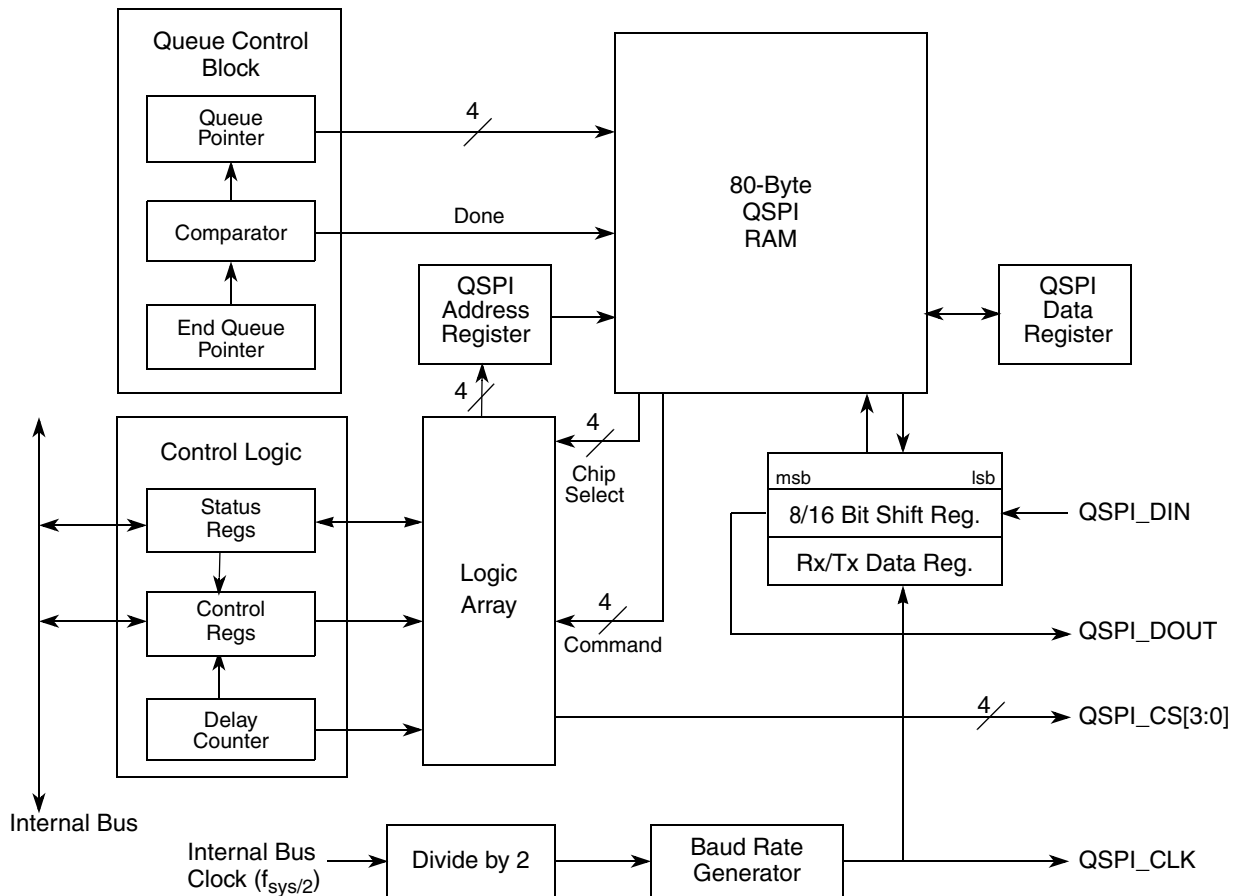 Queue Control
Block
Queue
Pointer
4
Comparator
Done
End Queue
Pointer
80-Byte
QSPI
RAM
QSPI
Address
Register
QSPI
Data
Register
4
4
Chip
Select
Control Logic
Status
Regs
Control
Regs
Delay
Counter
Logic
Array
4
Command
msb
lsb
8/16 Bit Shift Reg.
Rx/Tx Data Reg.
QSPI_DIN
QSPI_DOUT
4
QSPI_CS[3:0]
Internal Bus
Internal Bus
Clock (fsys/2)
Divide by 2
Baud Rate
Generator
QSPI_CLK